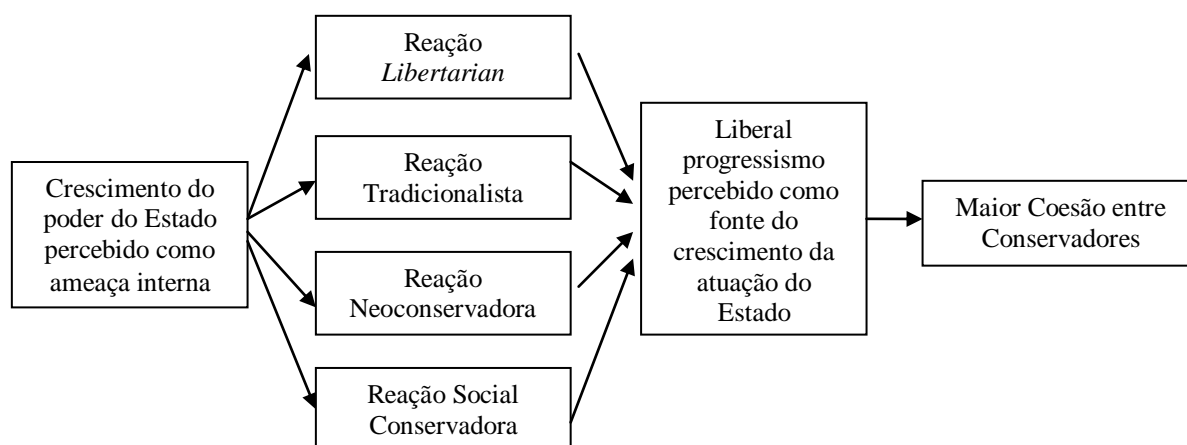 Crescimento do
poder do Estado
percebido como
ameaça interna
Reação
Libertarian
Reação
Tradicionalista
Reação
Neoconservadora
Reação Social
Conservadora
Liberal
progressismo
percebido como
fonte do
crescimento da
atuação do
Estado
Maior Coesão entre
Conservadores